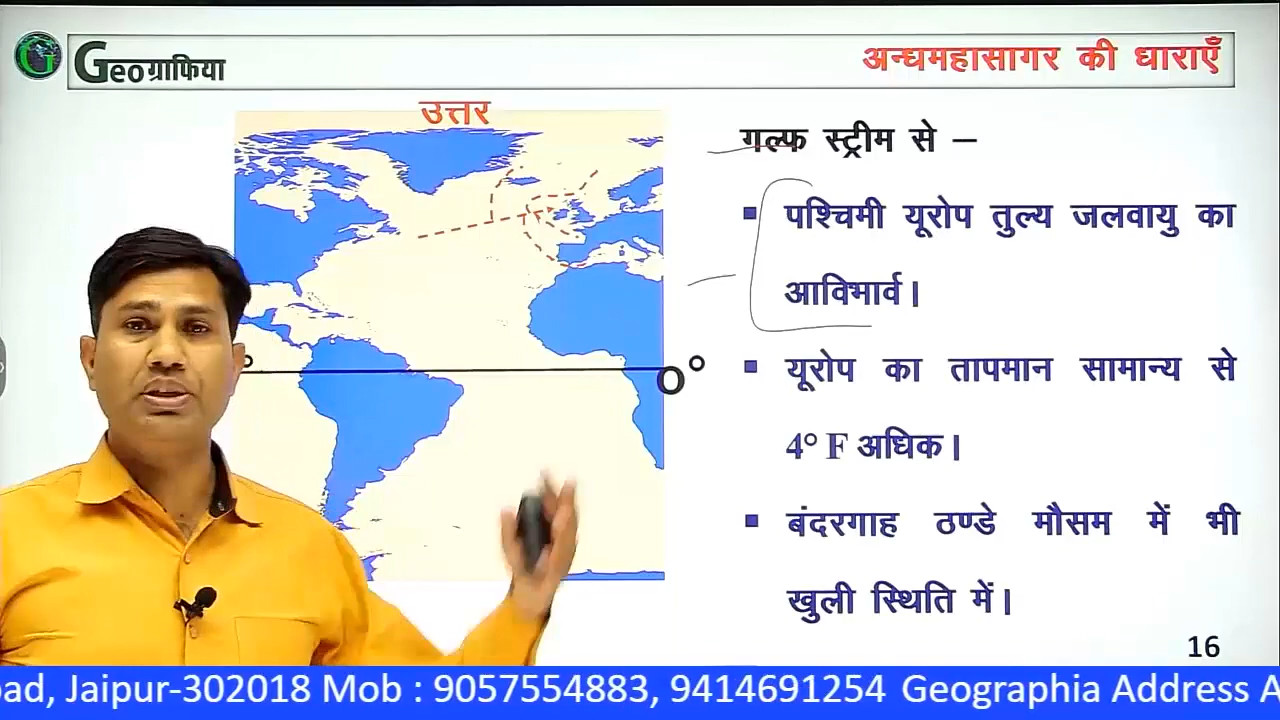 Geoग्राफिया
अन्धमहासागर की धाराएँ
उत्तर
गल्फ स्ट्रीम से –
पश्चिमी यूरोप तुल्य जलवायु का
आविभार्व।
0°
यूरोप का तापमान सामान्य से
4° F अधिक।
बंदरगाह ठण्डे मौसम में भी
खुली स्थिति में।
16
Jaipur-302018 Mob : 9057554883, 9414691254 Geographia Address